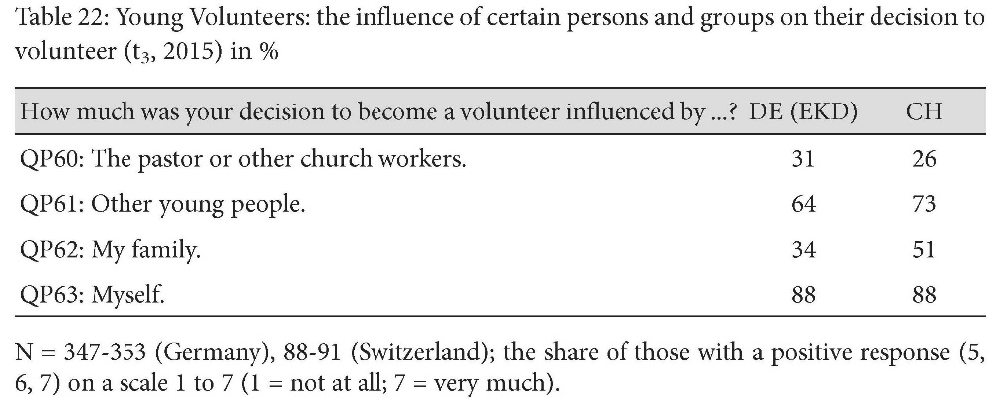 Table 22: Young Volunteers: the influence of certain persons and groups on their decision to
volunteer (t₃, 2015) in %
How much was your decision to become a volunteer influenced by ...? DE (EKD) CH
QP60: The pastor or other church workers. 31 26
QP61: Other young people. 64 73
QP62: My family. 34 51
QP63: Myself. 88 88
N = 347-353 (Germany), 88-91 (Switzerland); the share of those with a positive response (5,
6, 7) on a scale 1 to 7 (1 = not at all; 7 = very much).